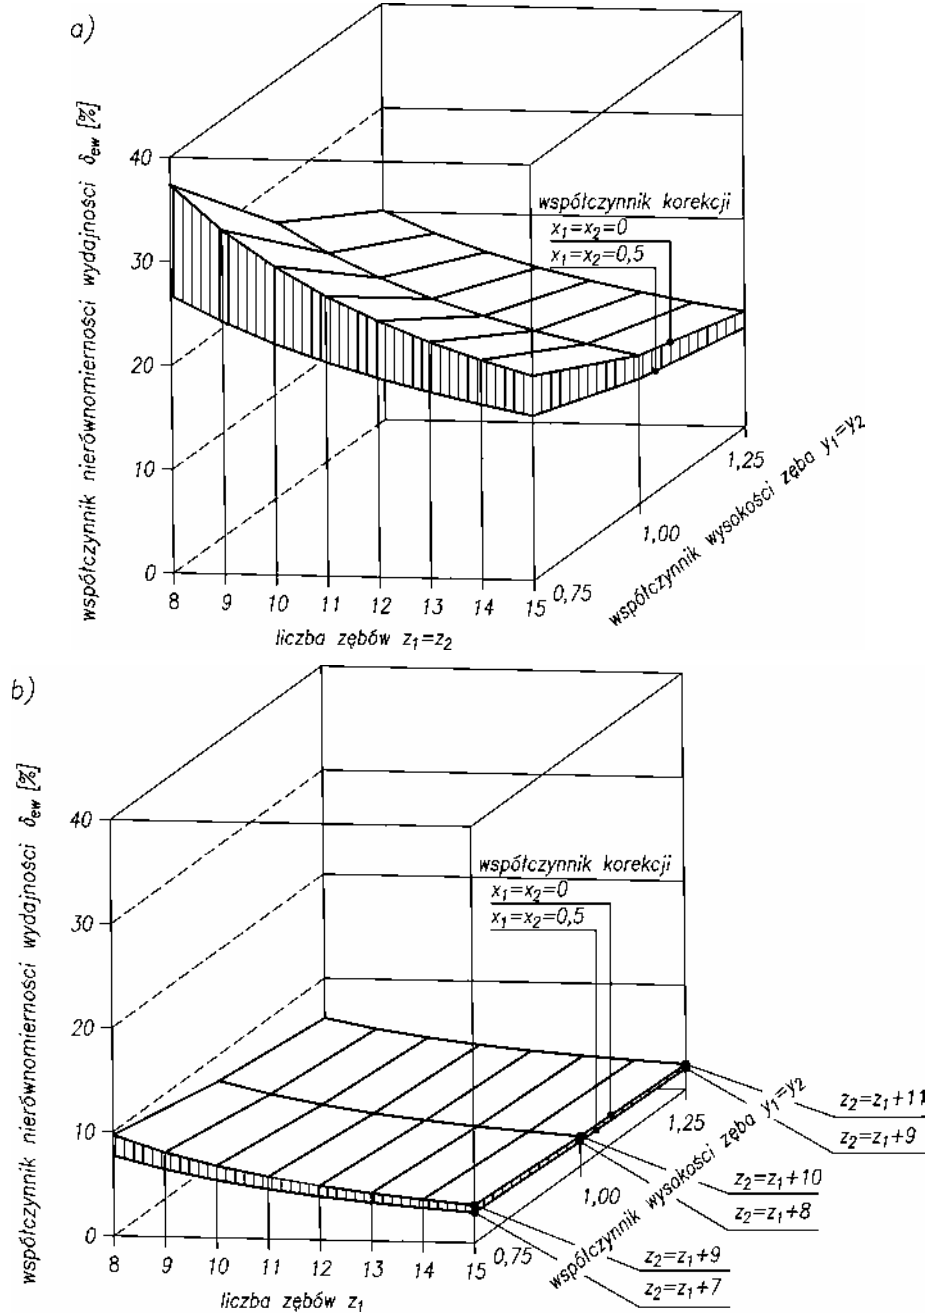 a)
współczynnik nierównomierności wydajności δew [%]
40
30
20
10
0
współczynnik korekcji
x1=x2=0
x1=x2=0,5
8 9 10 11 12 13 14 15
liczba zębów z1=z2
0,75
1,00
1,25
współczynnik wysokości zęba y1=y2
b)
współczynnik nierównomierności wydajności δew [%]
40
30
20
10
0
współczynnik korekcji
x1=x2=0
x1=x2=0,5
8 9 10 11 12 13 14 15
liczba zębów z1
0,75
1,00
1,25
współczynnik wysokości zęba y1=y2
z2=z1+11
z2=z1+9
z2=z1+10
z2=z1+8
z2=z1+9
z2=z1+7